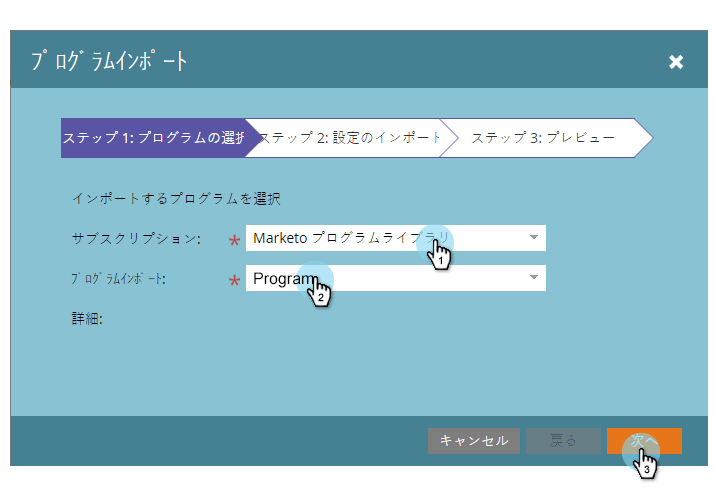 プログラムインポート
ステップ 1: プログラムの選択
ステップ 2: 設定のインポート
ステップ 3: プレビュー
インポートするプログラムを選択
サブスクリプション:
* Marketo プログラムライブラリ
1
プログラムインポート:
* Program
2
詳細:
キャンセル
戻る
次へ
3